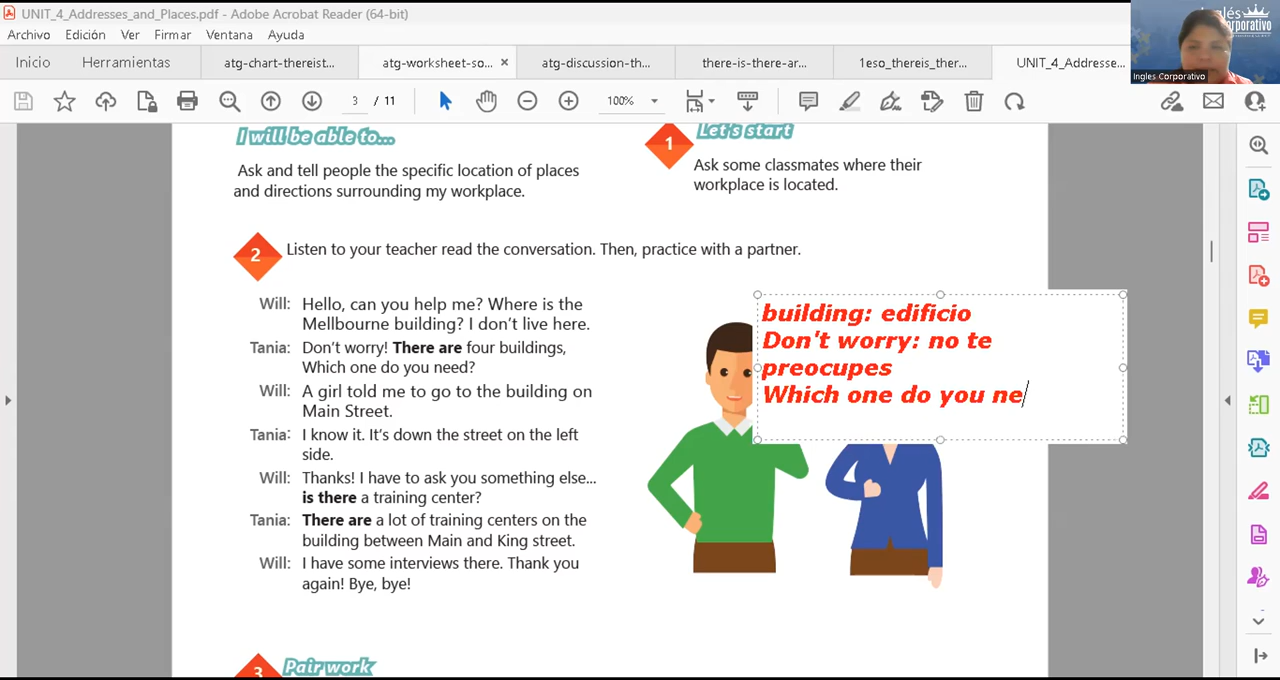 UNIT_4_Addresses_and_Places.pdf - Adobe Acrobat Reader (64-bit)
Archivo Edición Ver Firmar Ventana Ayuda
Inicio Herramientas atg-chart-thereist... atg-worksheet-so... × atg-discussion-th... there-is-there-ar... 1eso_thereis_ther... UNIT_4_Addresse...
Inglés Corporativo
Ingles Corporativo
3 / 11 100%
I will be able to...
Ask and tell people the specific location of places
and directions surrounding my workplace.
1 Let's start
Ask some classmates where their
workplace is located.
2 Listen to your teacher read the conversation. Then, practice with a partner.
Will: Hello, can you help me? Where is the
Mellbourne building? I don't live here.
Tania: Don't worry! There are four buildings,
Which one do you need?
Will: A girl told me to go to the building on
Main Street.
Tania: I know it. It's down the street on the left
side.
Will: Thanks! I have to ask you something else...
is there a training center?
Tania: There are a lot of training centers on the
building between Main and King street.
Will: I have some interviews there. Thank you
again! Bye, bye!
building: edificio
Don't worry: no te
preocupes
Which one do you ne
3 Pair work